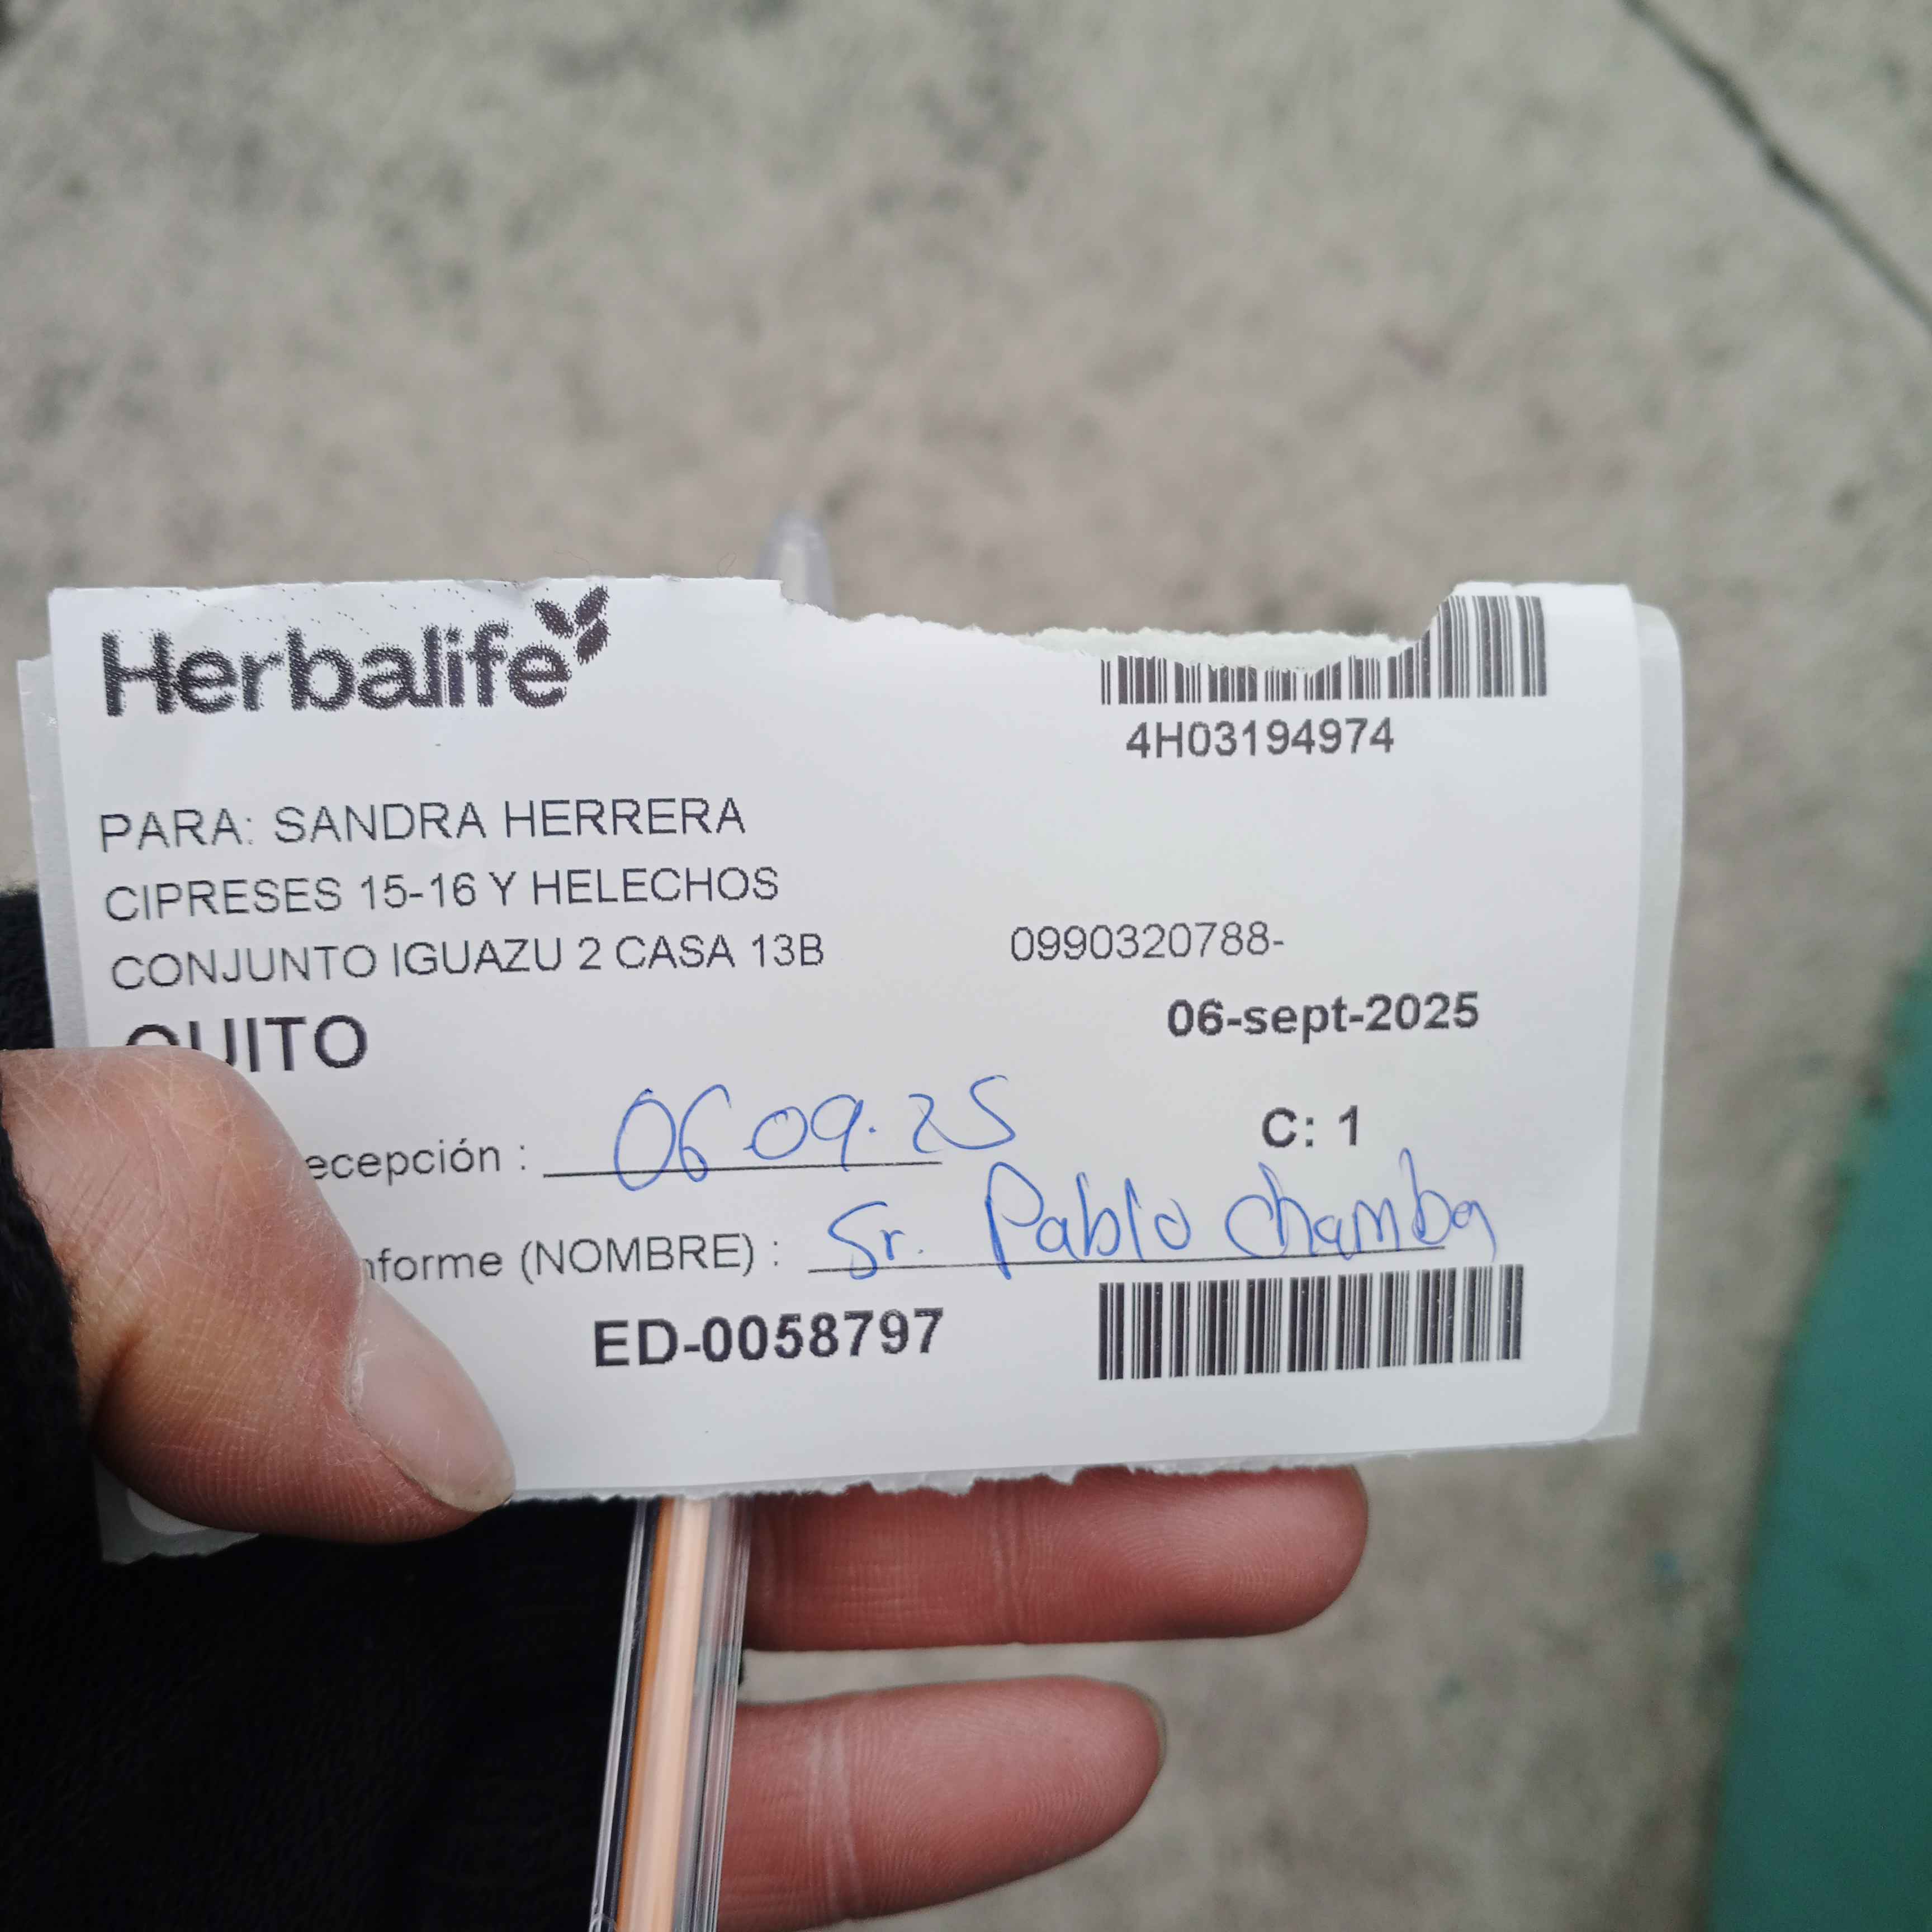 Herbalife
4H03194974
PARA: SANDRA HERRERA
CIPRESES 15-16 Y HELECHOS
CONJUNTO IGUAZU 2 CASA 13B
0990320788-
QUITO
06-sept-2025
ecepción : 06 09.25
C: 1
nforme (NOMBRE) : Sr. Pablo Chamba
ED-0058797